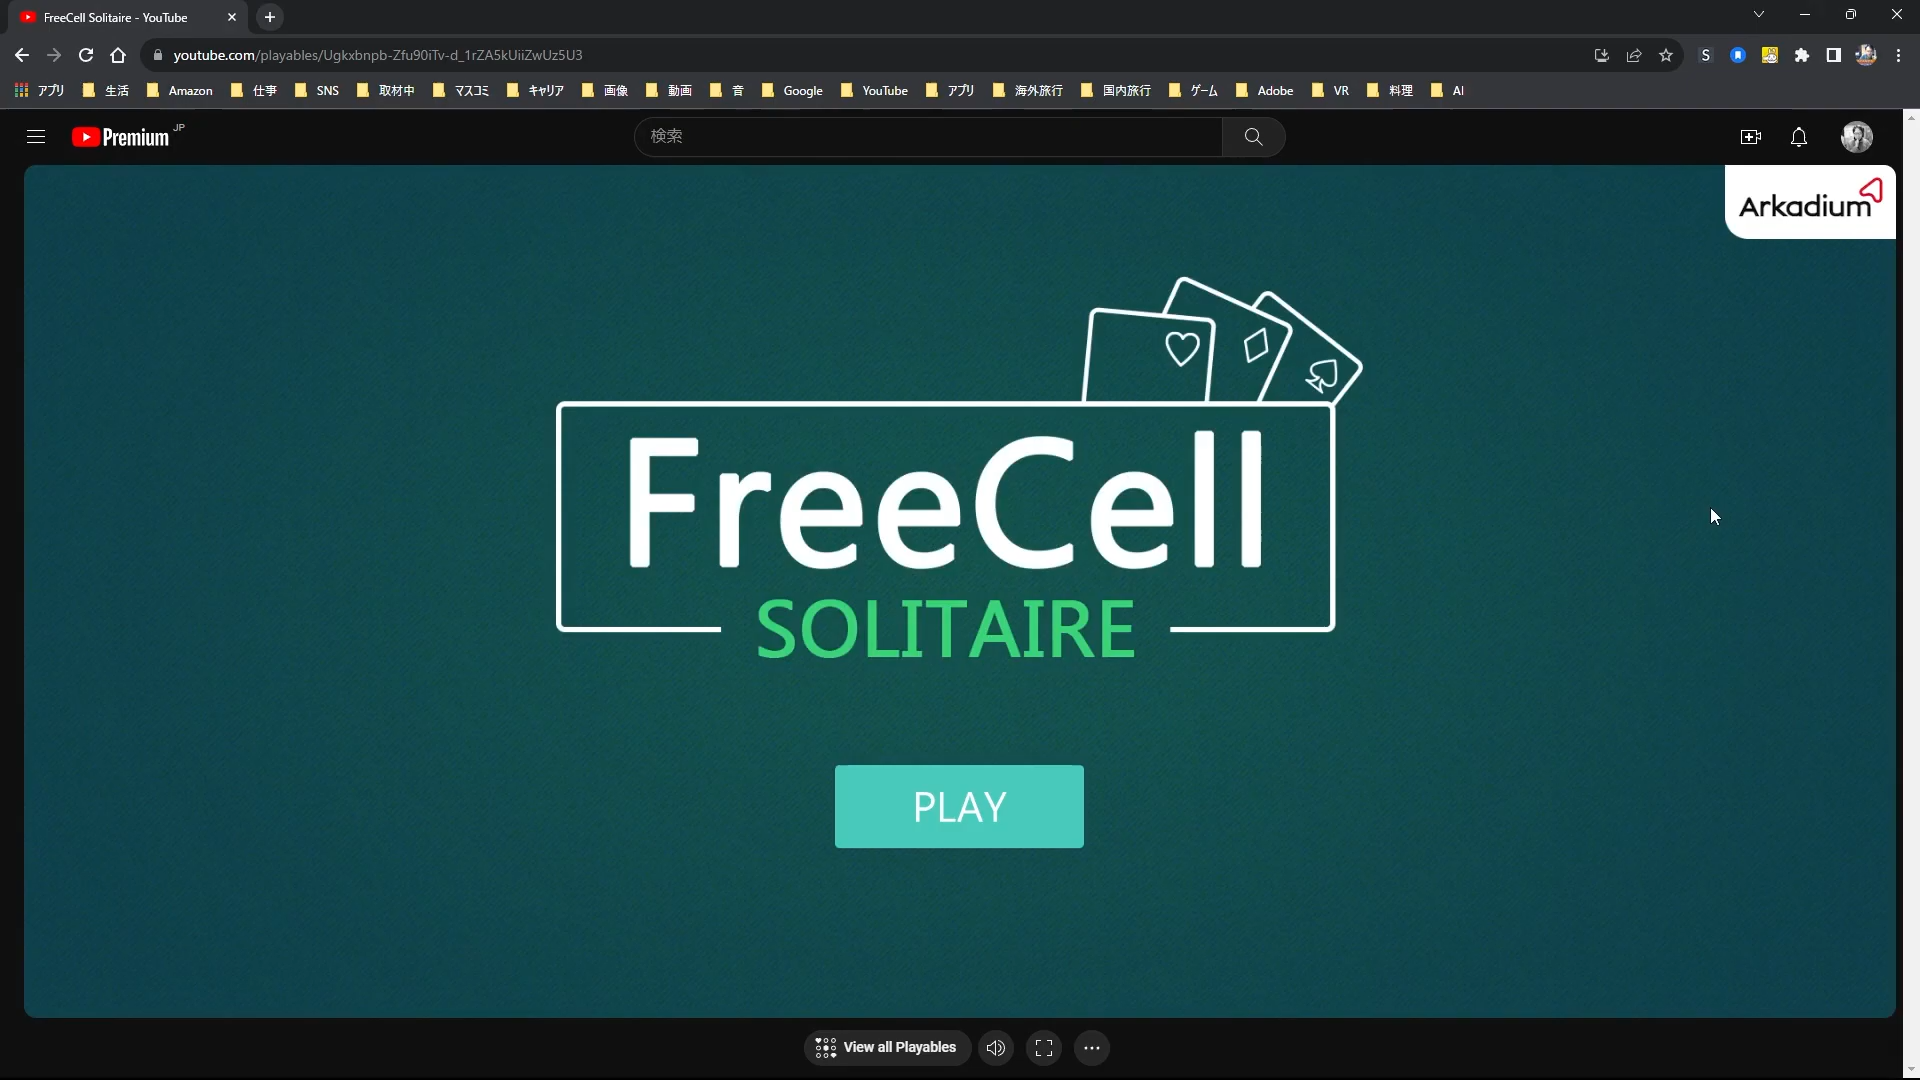 FreeCell Solitaire - YouTube
youtube.com/playables/Ugkxbnpb-Zfu90iTv-d_1rZA5kUiiZwUz5U3
S
アプリ 生活 Amazon 仕事 SNS 取材中 マスコミ キャリア 画像 動画 音 Google YouTube アプリ 海外旅行 国内旅行 ゲーム Adobe VR 料理 AI
Premium JP
検索
Arkadium
FreeCell
SOLITAIRE
PLAY
View all Playables